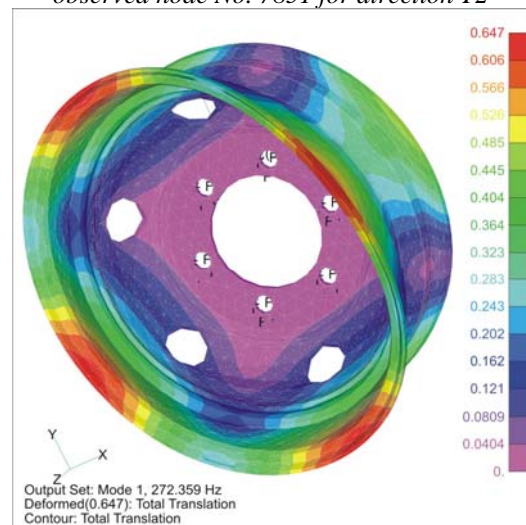 observed node No. 7851 for direction T2
0.647
0.606
0.566
0.526
0.485
0.445
0.404
0.364
0.323
0.283
0.243
0.202
0.162
0.121
0.0809
0.0404
0.
F
F
F
F
F
F
F
Y
X
Z
Output Set: Mode 1, 272.359 Hz
Deformed(0.647): Total Translation
Contour: Total Translation